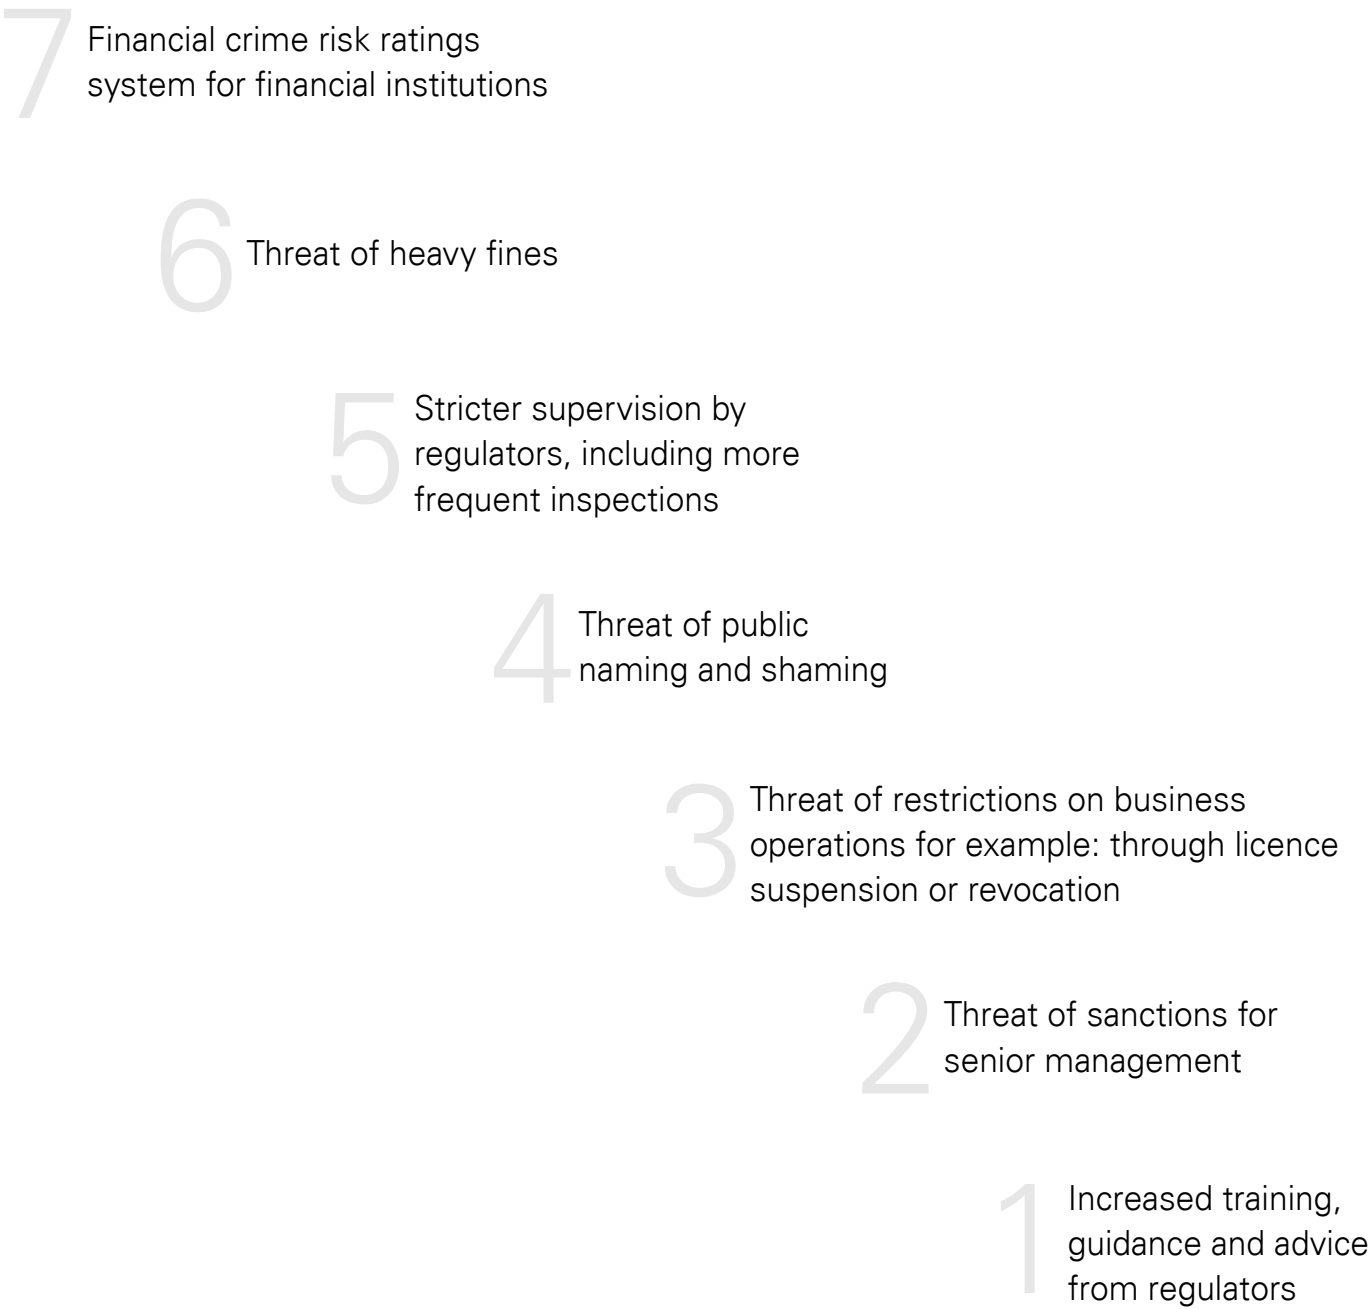 7
Financial crime risk ratings
system for financial institutions
6
Threat of heavy fines
5
Stricter supervision by
regulators, including more
frequent inspections
4
Threat of public
naming and shaming
3
Threat of restrictions on business
operations for example: through licence
suspension or revocation
2
Threat of sanctions for
senior management
1
Increased training,
guidance and advice
from regulators